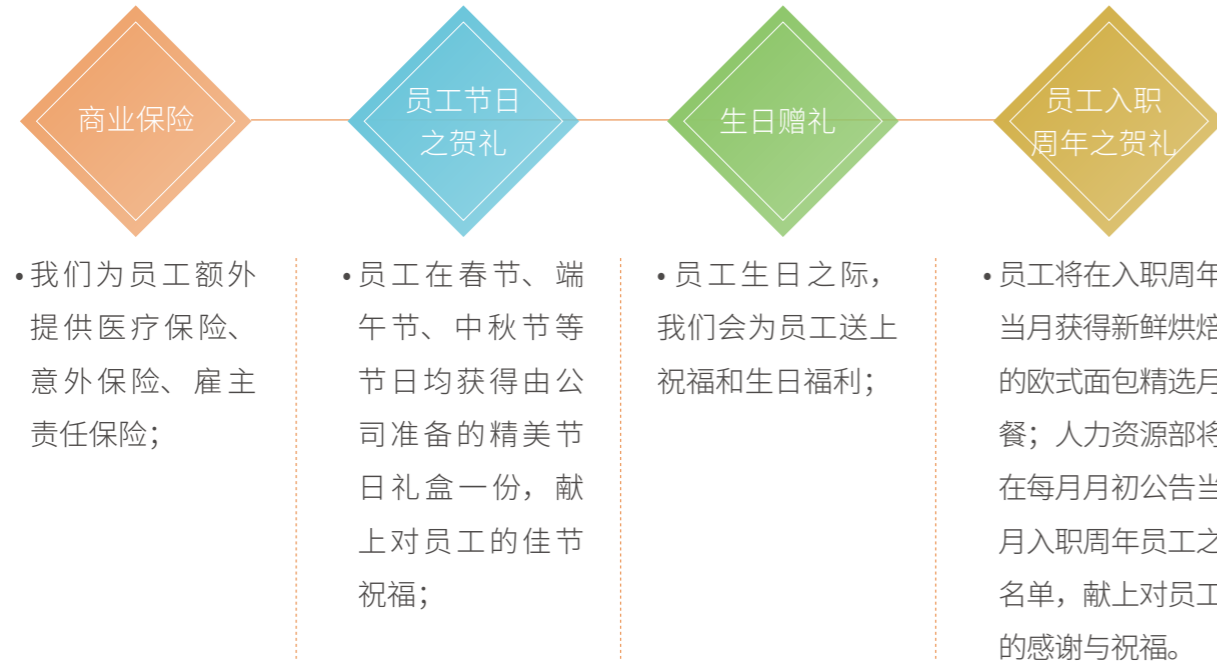 商业保险
员工节日
之贺礼
生日赠礼
员工入职
周年之贺礼
•我们为员工额外
提供医疗保险、
意外保险、雇主
责任保险；
•员工在春节、端
午节、中秋节等
节日均获得由公
司准备的精美节
日礼盒一份，献
上对员工的佳节
祝福；
•员工生日之际，
我们会为员工送上
祝福和生日福利；
•员工将在入职周年
当月获得新鲜烘焙
的欧式面包精选月
餐；人力资源部将
在每月月初公告当
月入职周年员工之
名单，献上对员工
的感谢与祝福。